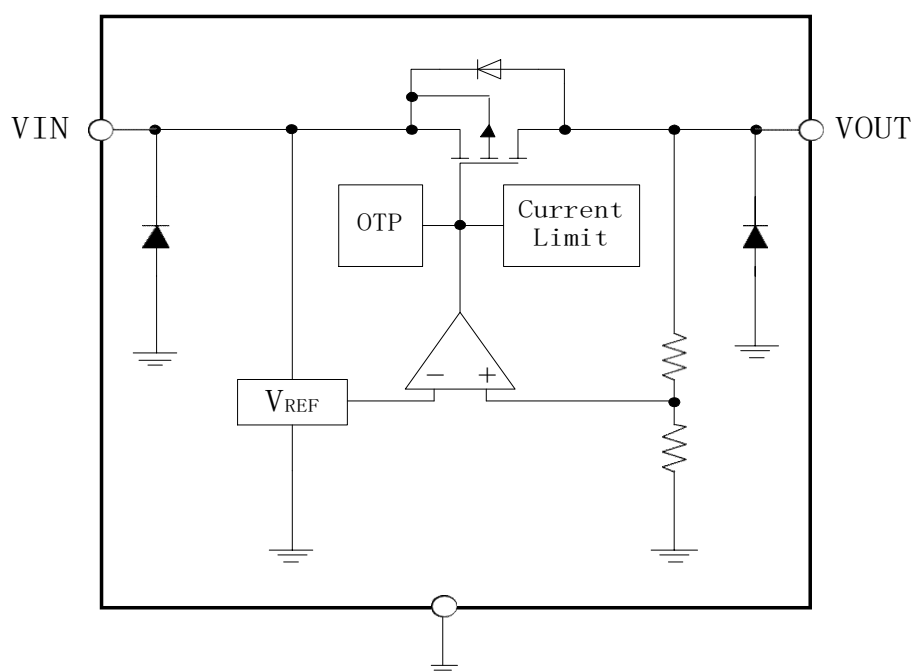 VIN
VOUT
OTP
Current
Limit
− +
VREF